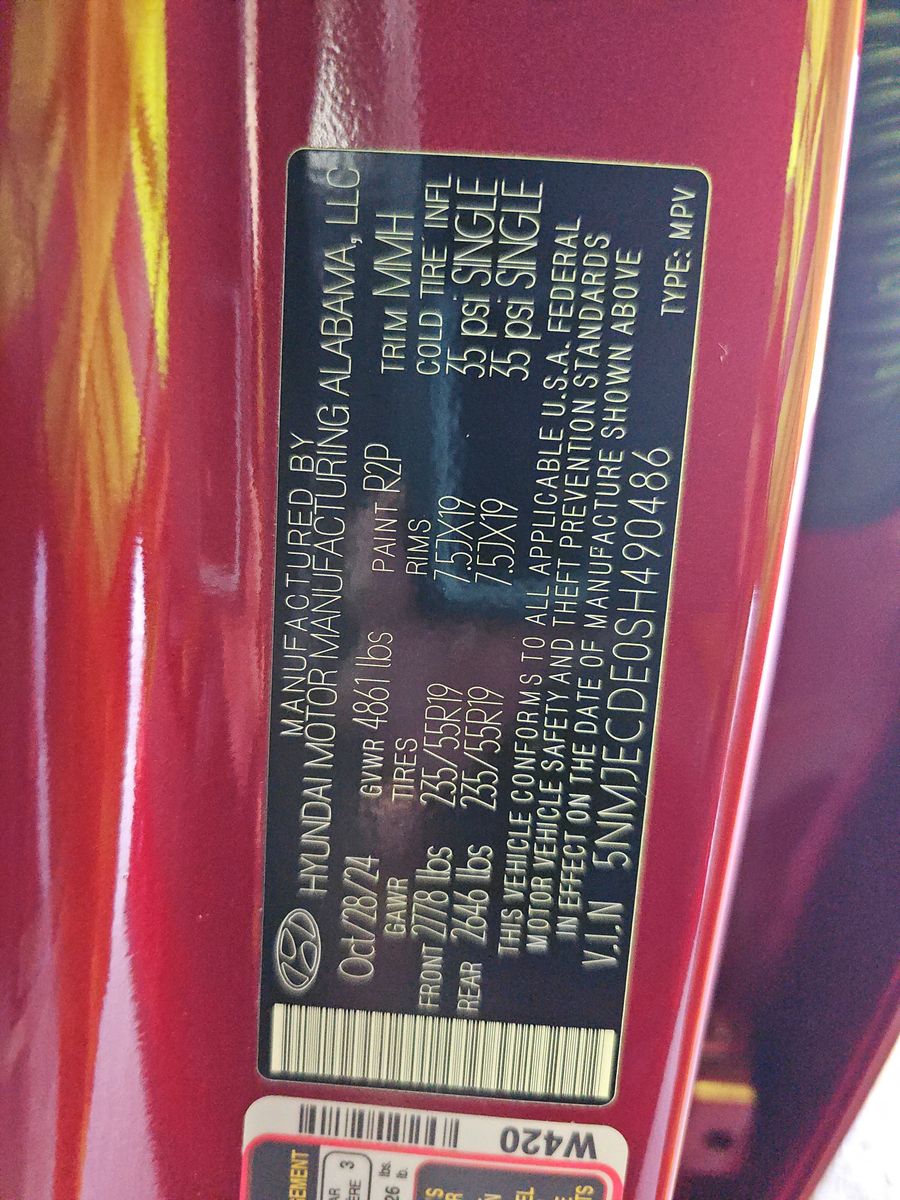 MANUFACTURED BY
HYUNDAI MOTOR MANUFACTURING ALABAMA, LLC
Oct/28/24 GVWR 4861 lbs PAINT R2P TRIM MMH
GAWR TIRES RIMS COLD TIRE INFL
FRONT 2778 lbs 235/55R19 7.5JX19 35 psi SINGLE
REAR 2646 lbs 235/55R19 7.5JX19 35 psi SINGLE
THIS VEHICLE CONFORMS TO ALL APPLICABLE U.S.A. FEDERAL
MOTOR VEHICLE SAFETY AND THEFT PREVENTION STANDARDS
IN EFFECT ON THE DATE OF MANUFACTURE SHOWN ABOVE
V.I.N 5NMJECDE0SH490486 TYPE: MPV
W420